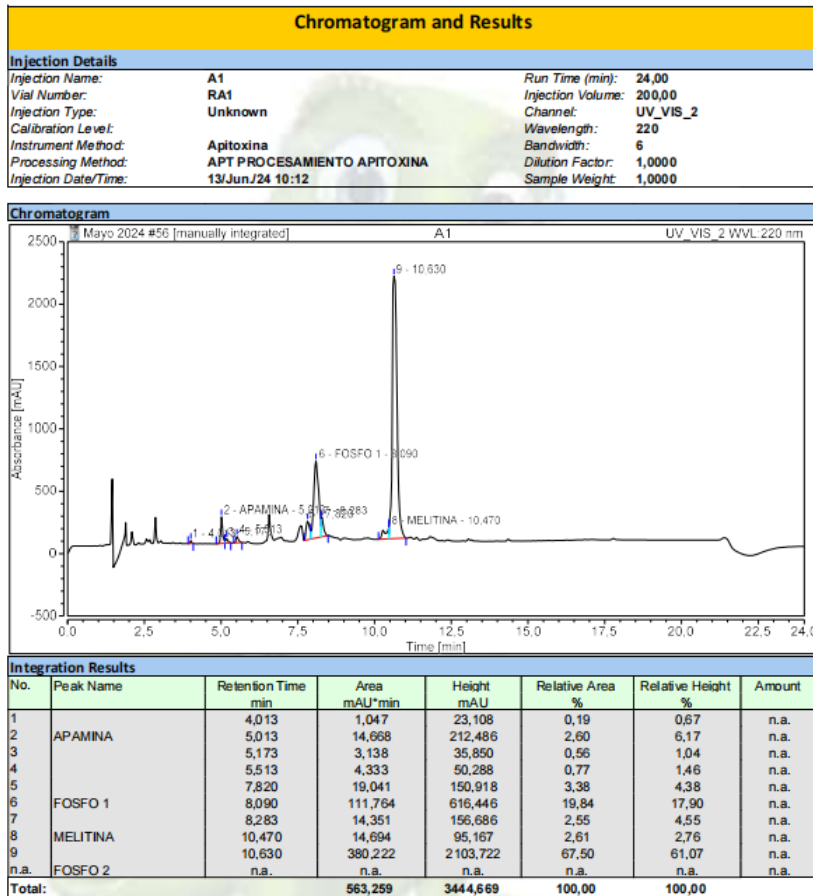 Chromatogram and Results
Injection Details
Injection Name: A1 Run Time (min): 24,00
Vial Number: RA1 Injection Volume: 200,00
Injection Type: Unknown Channel: UV_VIS_2
Calibration Level: Wavelength: 220
Instrument Method: Apitoxina Bandwidth: 6
Processing Method: APT PROCESAMIENTO APITOXINA Dilution Factor: 1,0000
Injection Date/Time: 13/Jun./24 10:12 Sample Weight: 1,0000
Chromatogram
Mayo 2024 #56 [manually integrated] A1 UV_VIS_2 WVL:220 nm
2500
2000
1500
1000
500
0
-500
Absorbance [mAU]
9 - 10,630
6 - FOSFO 1 - 8,090
2 - APAMINA -
8 - MELITINA - 10,470
0,0 2,5 5,0 7,5 10,0 12,5 15,0 17,5 20,0 22,5 24,0
Time [min]
Integration Results
No. Peak Name Retention Time Area Height Relative Area Relative Height Amount
min mAU*min mAU % %
1 4,013 1,047 23,108 0,19 0,67 n.a.
2 APAMINA 5,013 14,668 212,486 2,60 6,17 n.a.
3 5,173 3,138 35,850 0,56 1,04 n.a.
4 5,513 4,333 50,288 0,77 1,46 n.a.
5 7,820 19,041 150,918 3,38 4,38 n.a.
6 FOSFO 1 8,090 111,764 616,446 19,84 17,90 n.a.
7 8,283 14,351 156,686 2,55 4,55 n.a.
8 MELITINA 10,470 14,694 95,167 2,61 2,76 n.a.
9 10,630 380,222 2103,722 67,50 61,07 n.a.
n.a. FOSFO 2 n.a. n.a. n.a. n.a. n.a. n.a.
Total: 563,259 3444,669 100,00 100,00